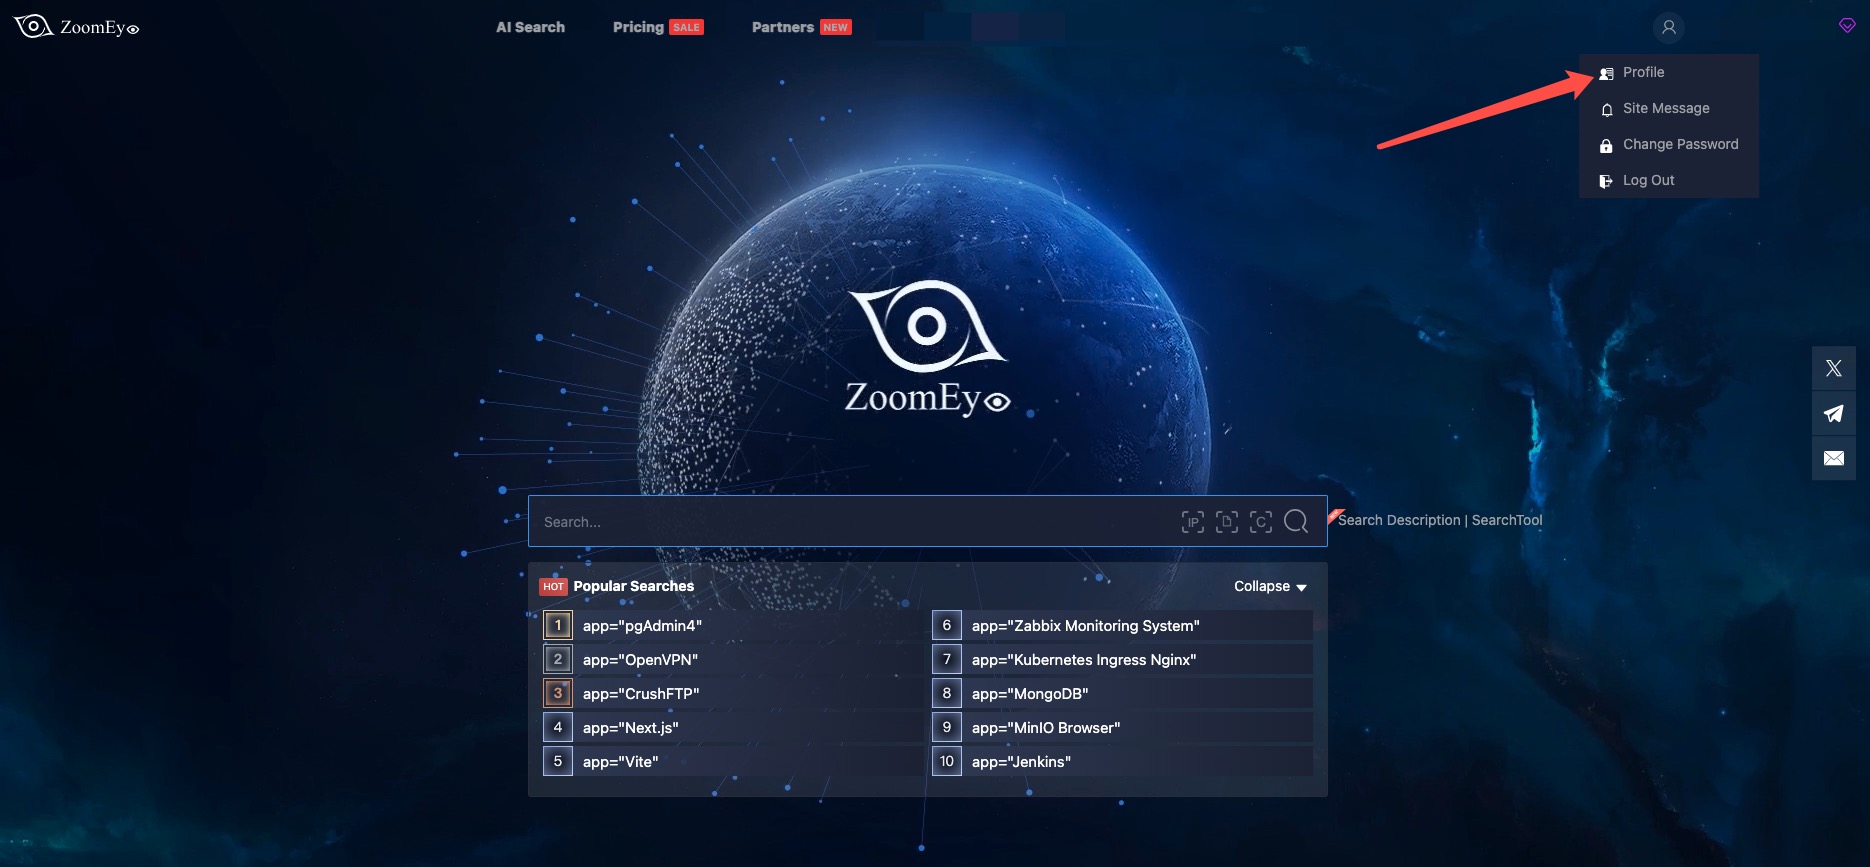 ZoomEye
AI Search
Pricing SALE
Partners NEW
Profile
Site Message
Change Password
Log Out
ZoomEye
Search...
IP
C
Search Description | SearchTool
HOT Popular Searches
Collapse
1 app="pgAdmin4"
2 app="OpenVPN"
3 app="CrushFTP"
4 app="Next.js"
5 app="Vite"
6 app="Zabbix Monitoring System"
7 app="Kubernetes Ingress Nginx"
8 app="MongoDB"
9 app="MinIO Browser"
10 app="Jenkins"